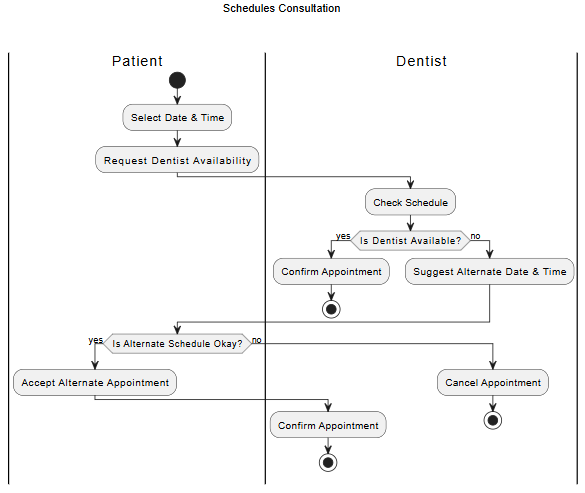 Schedules Consultation
Patient
Dentist
Select Date & Time
Request Dentist Availability
Check Schedule
yes
Is Dentist Available?
no
Confirm Appointment
Suggest Alternate Date & Time
yes
Is Alternate Schedule Okay?
no
Accept Alternate Appointment
Cancel Appointment
Confirm Appointment